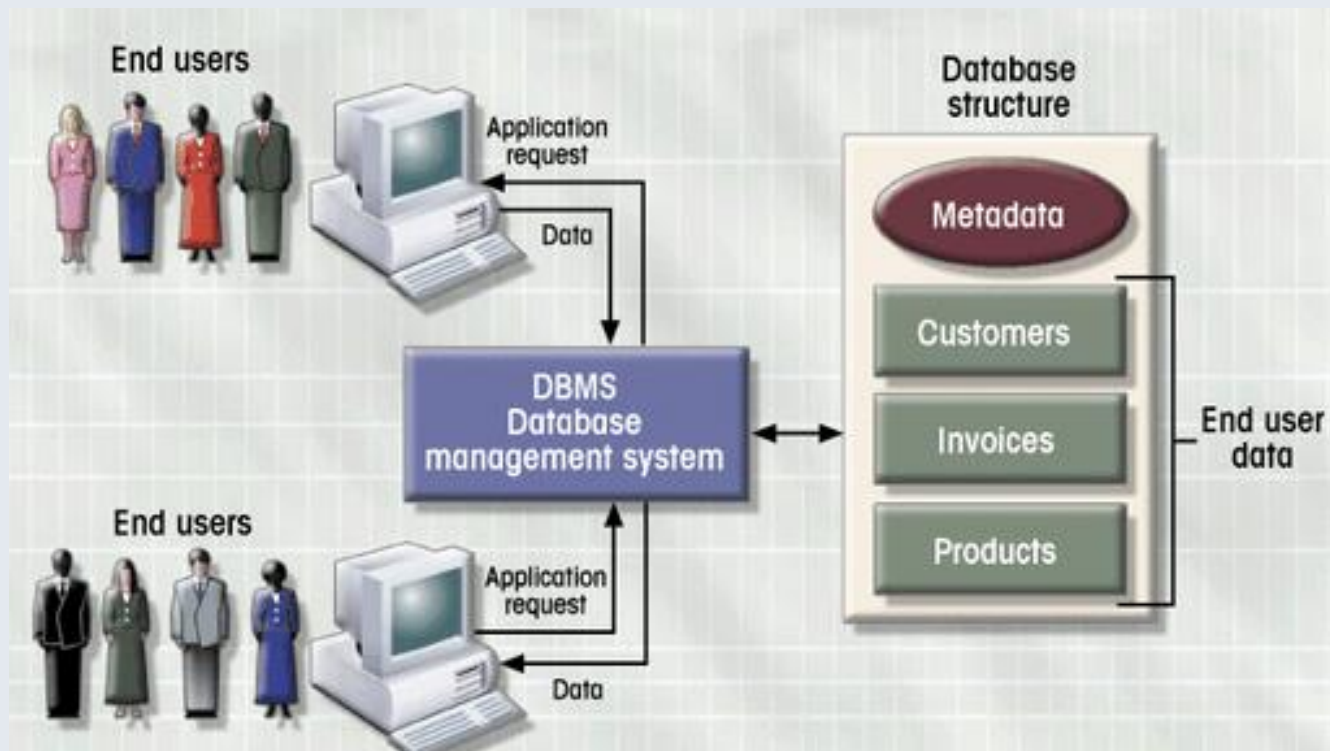 End users
Application
request
Data
Database
structure
Metadata
Customers
Invoices
Products
End user
data
DBMS
Database
management system
End users
Application
request
Data